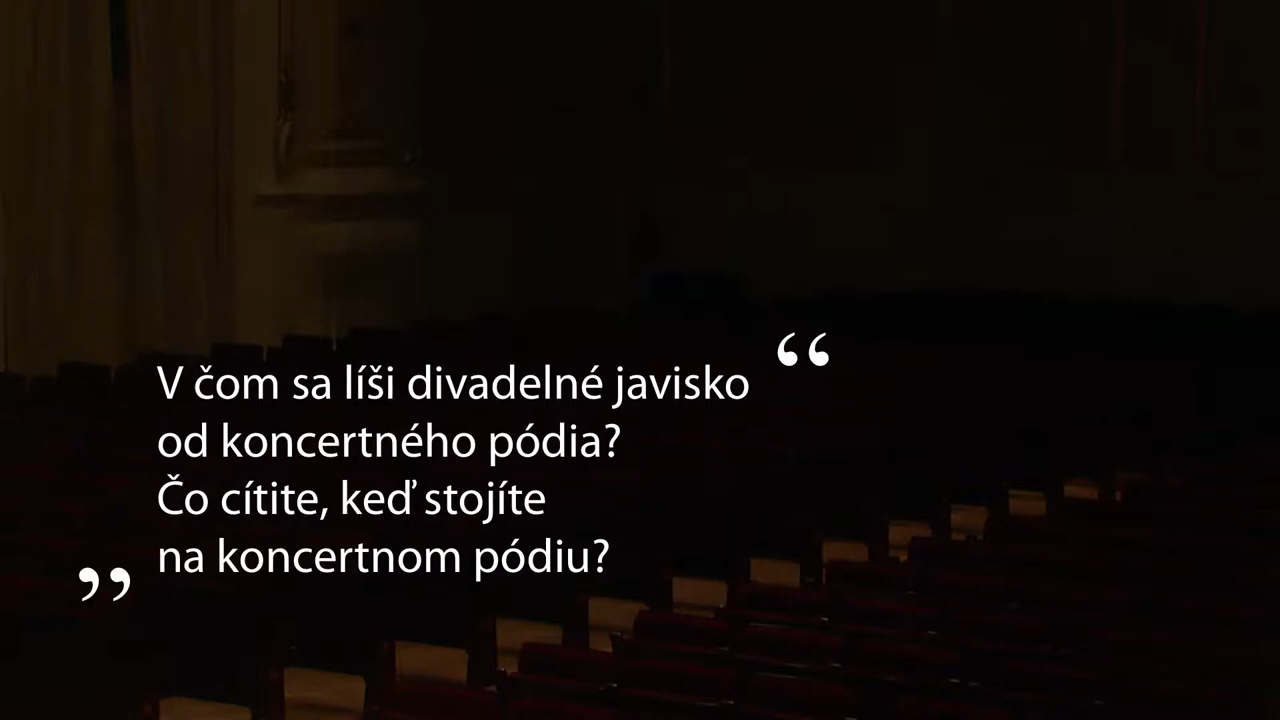 V čom sa líši divadelné javisko “
od koncertného pódia?
Čo cítite, keď stojíte
„ na koncertnom pódiu?